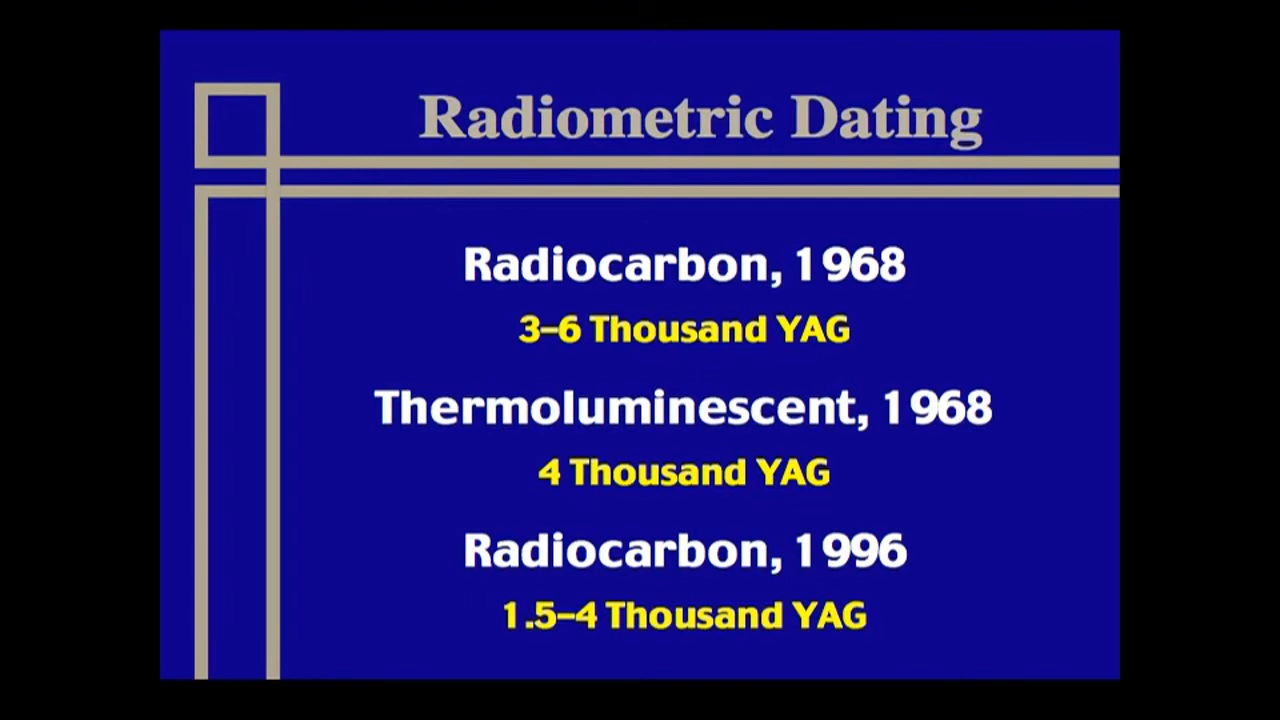 Radiometric Dating
Radiocarbon, 1968
3–6 Thousand YAG
Thermoluminescent, 1968
4 Thousand YAG
Radiocarbon, 1996
1.5–4 Thousand YAG